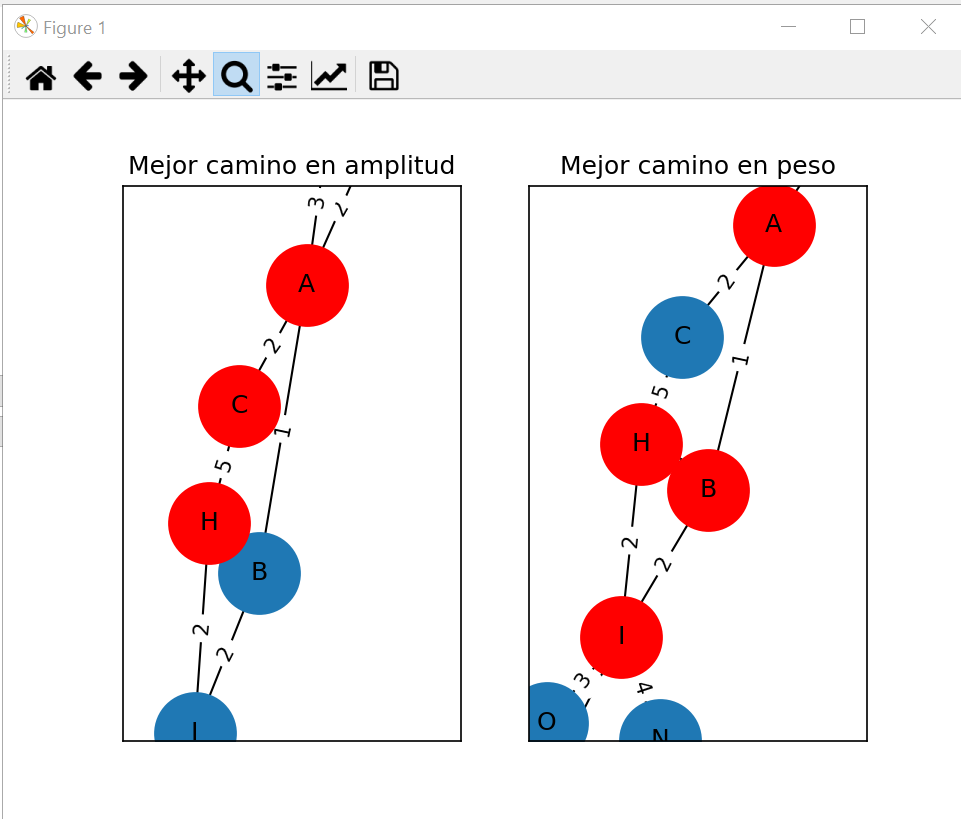 Figure 1
Mejor camino en amplitud
3
2
A
2
C
1
5
H
B
2
2
I
Mejor camino en peso
A
2
C
1
5
H
B
2
2
I
3
4
O
N